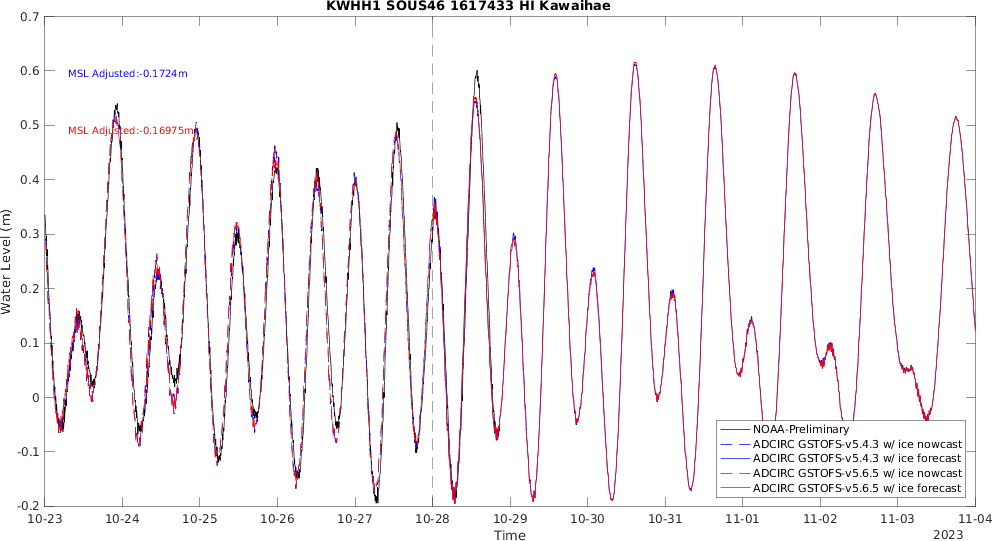 KWHH1 SOUS46 1617433 HI Kawaihae
0.7
0.6
0.5
0.4
0.3
0.2
0.1
0
-0.1
-0.2
Water Level (m)
MSL Adjusted:-0.1724m
MSL Adjusted:-0.16975m
NOAA-Preliminary
ADCIRC GSTOFS-v5.4.3 w/ ice nowcast
ADCIRC GSTOFS-v5.4.3 w/ ice forecast
ADCIRC GSTOFS-v5.6.5 w/ ice nowcast
ADCIRC GSTOFS-v5.6.5 w/ ice forecast
10-23 10-24 10-25 10-26 10-27 10-28 10-29 10-30 10-31 11-01 11-02 11-03 11-04
Time
2023